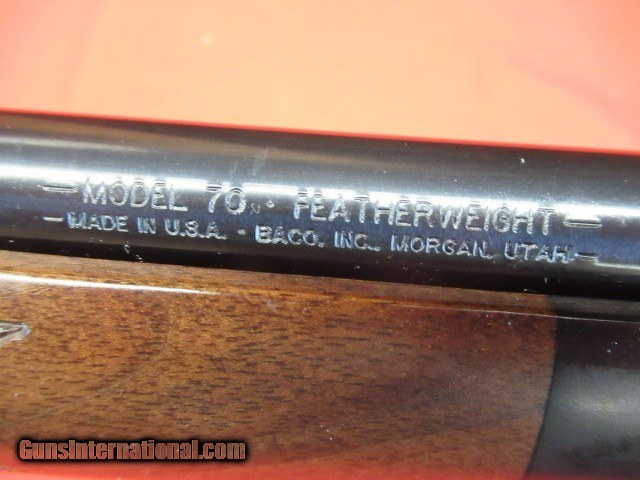 — MODEL 70 · FEATHERWEIGHT —
— MADE IN U.S.A. · BACO, INC., MORGAN, UTAH —
GunsInternational.com